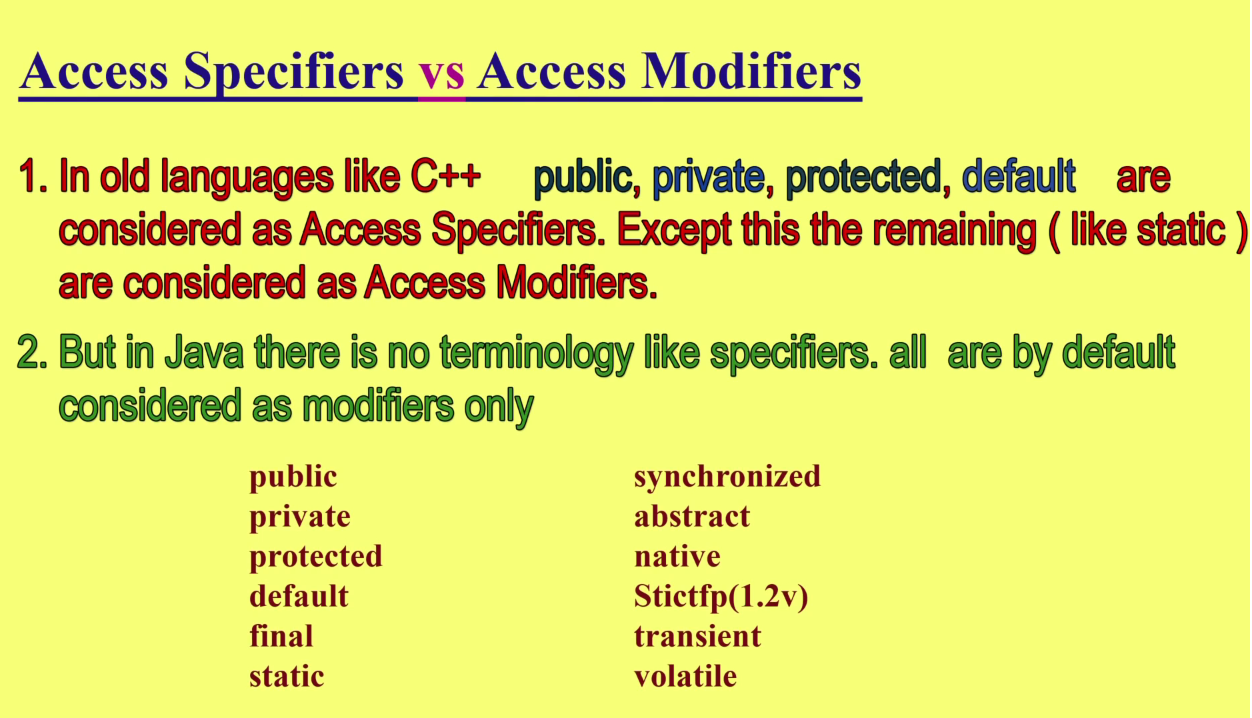 Access Specifiers vs Access Modifiers
1. In old languages like C++ public, private, protected, default are
considered as Access Specifiers. Except this the remaining ( like static )
are considered as Access Modifiers.
2. But in Java there is no terminology like specifiers. all are by default
considered as modifiers only
public synchronized
private abstract
protected native
default Stictfp(1.2v)
final transient
static volatile